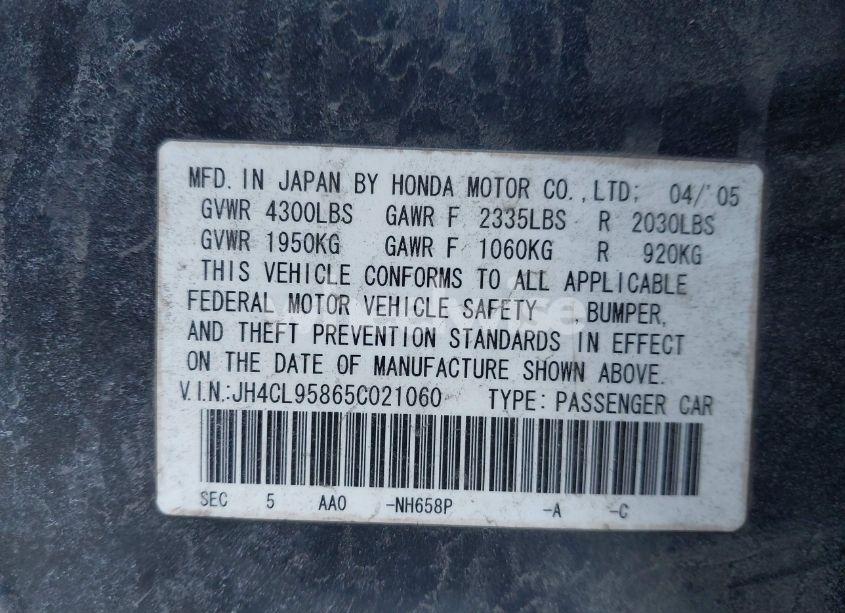 MFD. IN JAPAN BY HONDA MOTOR CO.,LTD; 04/'05
GVWR 4300LBS GAWR F 2335LBS R 2030LBS
GVWR 1950KG GAWR F 1060KG R 920KG
THIS VEHICLE CONFORMS TO ALL APPLICABLE
FEDERAL MOTOR VEHICLE SAFETY ,BUMPER,
AND THEFT PREVENTION STANDARDS IN EFFECT
ON THE DATE OF MANUFACTURE SHOWN ABOVE.
V.I.N.:JH4CL95865C021060 TYPE: PASSENGER CAR
SEC 5 AA0 -NH658P -A -C